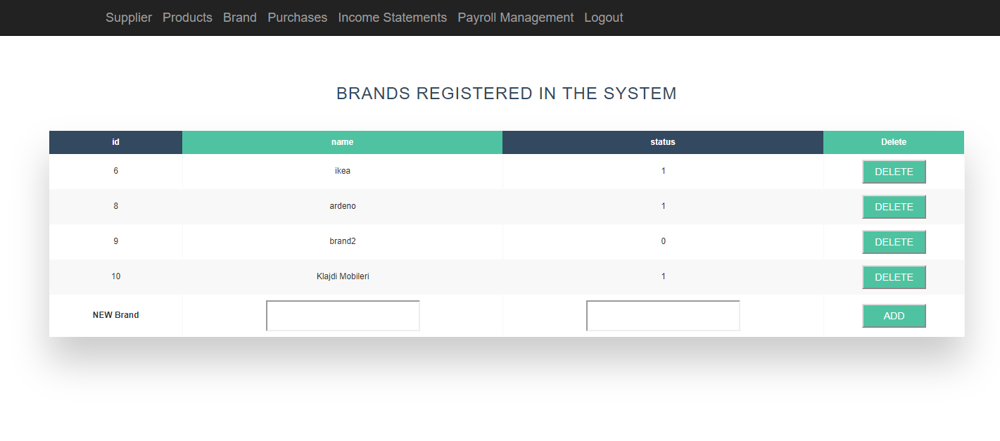 Supplier Products Brand Purchases Income Statements Payroll Management Logout
BRANDS REGISTERED IN THE SYSTEM
id name status Delete
6 ikea 1 DELETE
8 ardeno 1 DELETE
9 brand2 0 DELETE
10 Klajdi Mobileri 1 DELETE
NEW Brand ADD